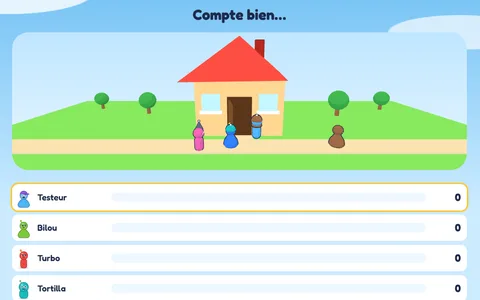 Compte bien...
Testeur 0
Bilou 0
Turbo 0
Tortilla 0